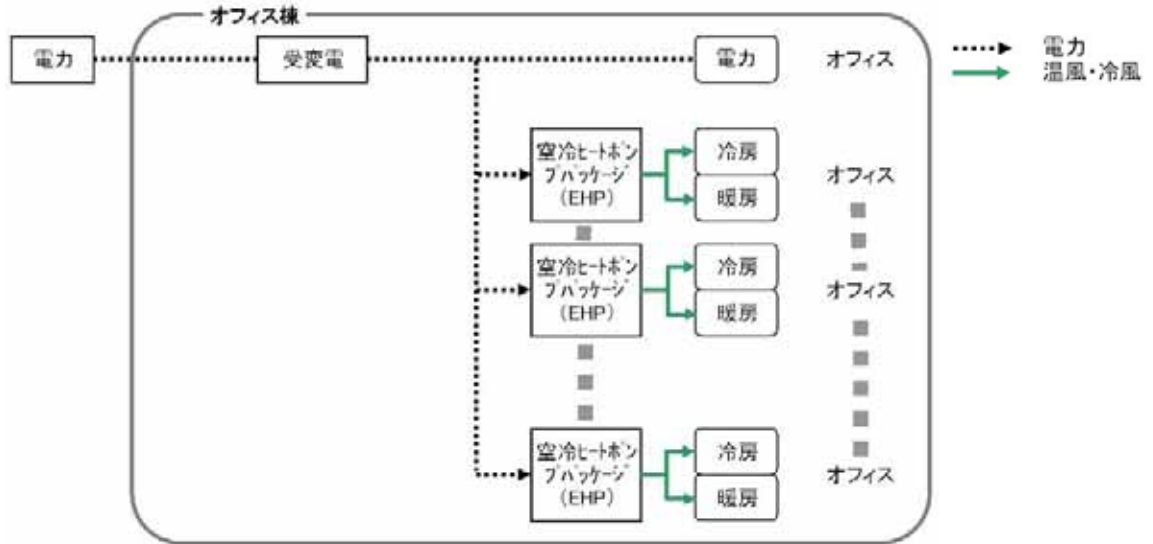 オフィス棟
電力
受変電
電力
オフィス
電力
温風・冷風
空冷ヒートポン
プパッケージ
(EHP)
冷房
暖房
オフィス
空冷ヒートポン
プパッケージ
(EHP)
冷房
暖房
オフィス
空冷ヒートポン
プパッケージ
(EHP)
冷房
暖房
オフィス